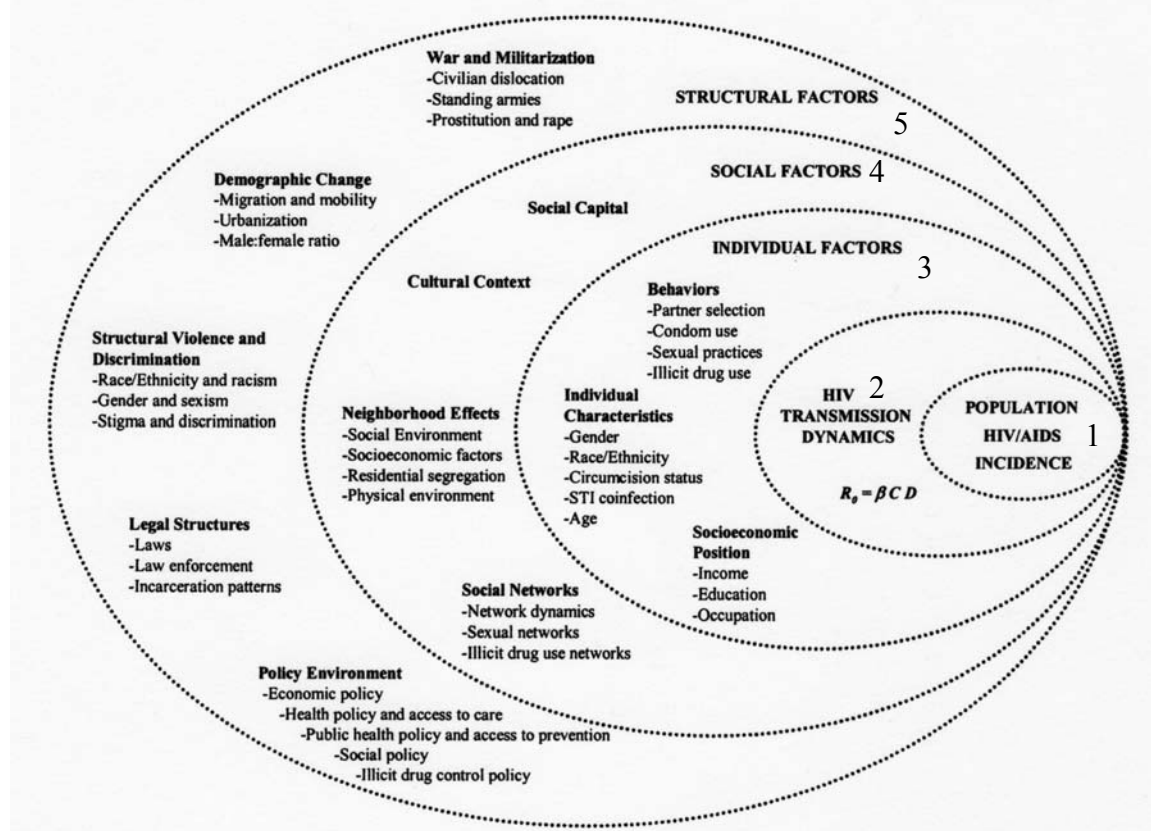 War and Militarization
-Civilian dislocation
-Standing armies
-Prostitution and rape
STRUCTURAL FACTORS
5
SOCIAL FACTORS 4
Demographic Change
-Migration and mobility
-Urbanization
-Male:female ratio
Social Capital
INDIVIDUAL FACTORS
3
Cultural Context
Behaviors
-Partner selection
-Condom use
-Sexual practices
-Illicit drug use
Structural Violence and
Discrimination
-Race/Ethnicity and racism
-Gender and sexism
-Stigma and discrimination
Neighborhood Effects
-Social Environment
-Socioeconomic factors
-Residential segregation
-Physical environment
Individual
Characteristics
-Gender
-Race/Ethnicity
-Circumcision status
-STI coinfection
-Age
HIV 2
TRANSMISSION
DYNAMICS
R₀ = β C D
POPULATION
HIV/AIDS 1
INCIDENCE
Legal Structures
-Laws
-Law enforcement
-Incarceration patterns
Socioeconomic
Position
-Income
-Education
-Occupation
Social Networks
-Network dynamics
-Sexual networks
-Illicit drug use networks
Policy Environment
-Economic policy
-Health policy and access to care
-Public health policy and access to prevention
-Social policy
-Illicit drug control policy